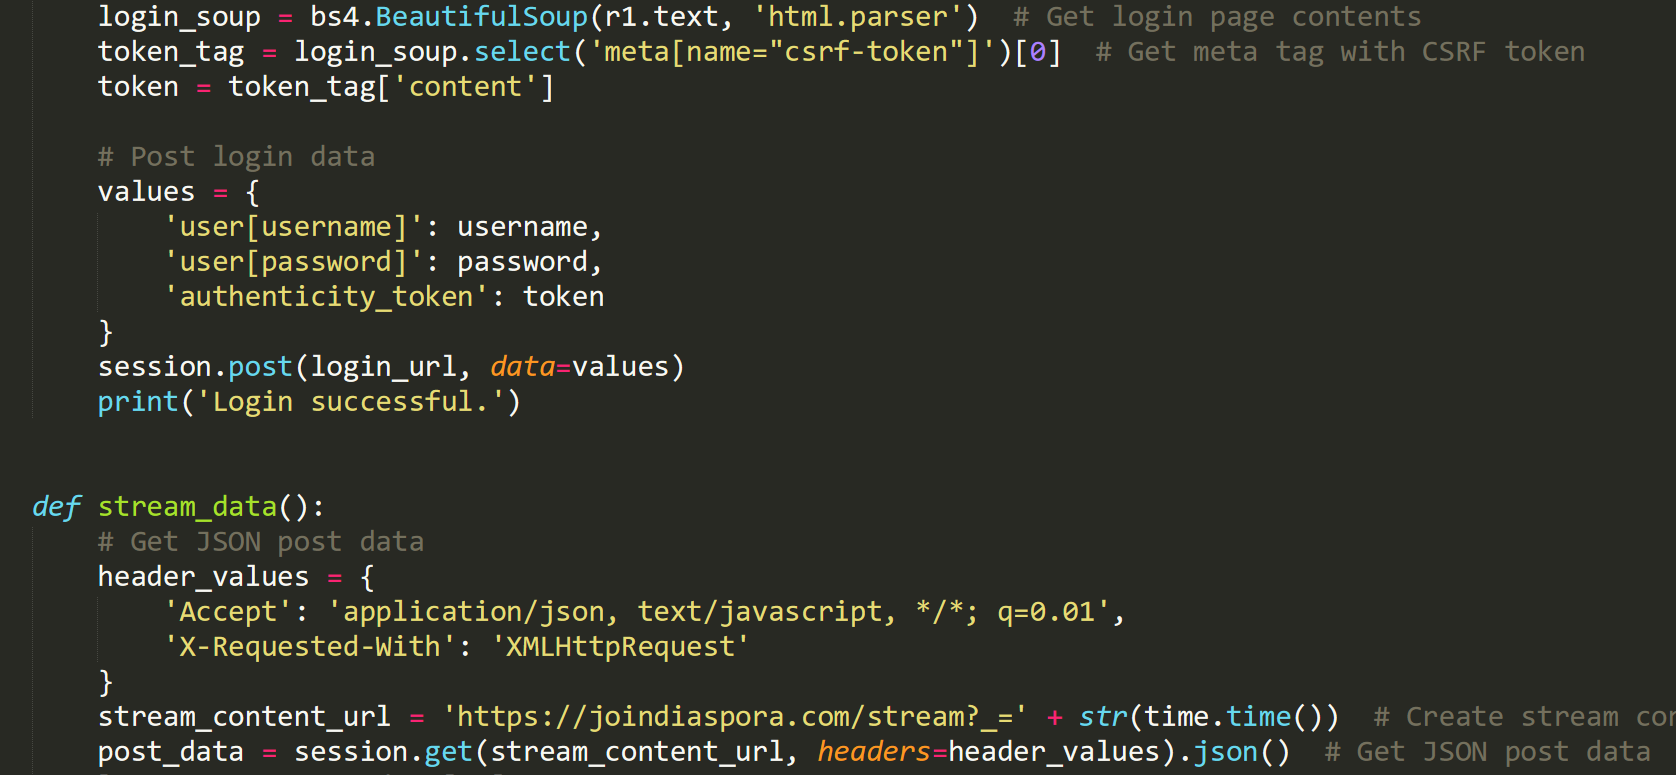 login_soup = bs4.BeautifulSoup(r1.text, 'html.parser')  # Get login page contents
token_tag = login_soup.select('meta[name="csrf-token"]')[0]  # Get meta tag with CSRF token
token = token_tag['content']
# Post login data
values = {
'user[username]': username,
'user[password]': password,
'authenticity_token': token
}
session.post(login_url, data=values)
print('Login successful.')
def stream_data():
# Get JSON post data
header_values = {
'Accept': 'application/json, text/javascript, */*; q=0.01',
'X-Requested-With': 'XMLHttpRequest'
}
stream_content_url = 'https://joindiaspora.com/stream?_=' + str(time.time())  # Create stream
post_data = session.get(stream_content_url, headers=header_values).json()  # Get JSON post data